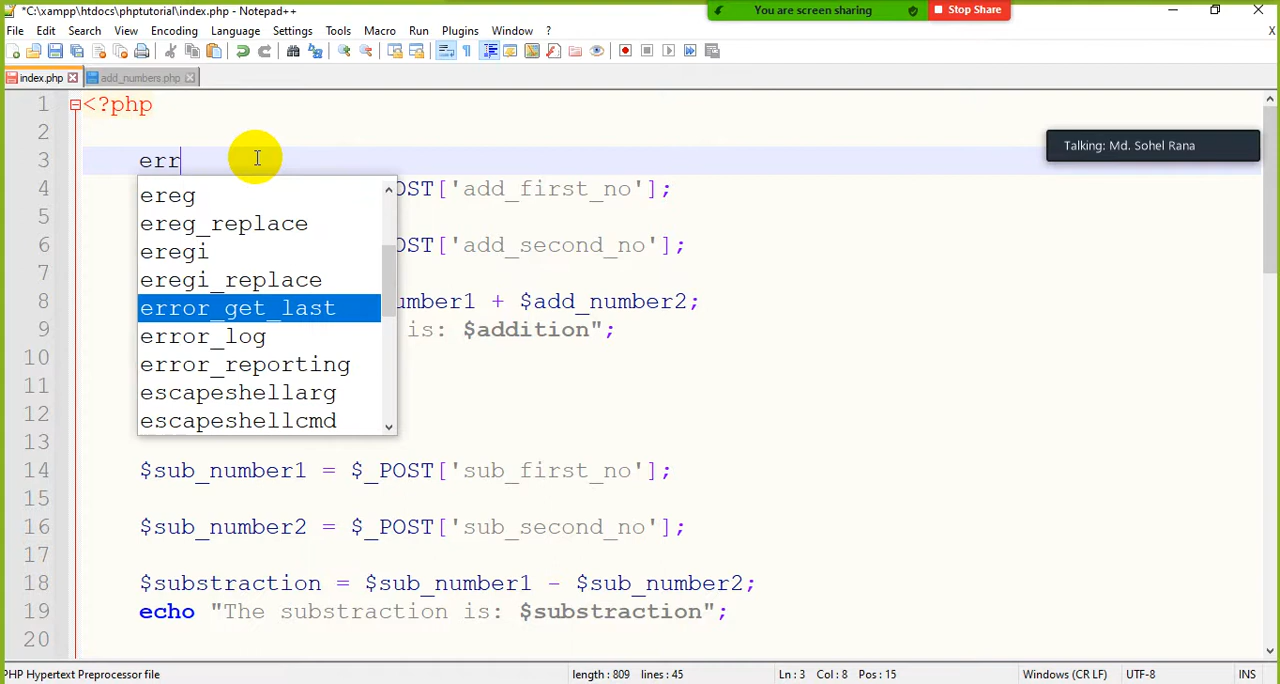 *C:\xampp\htdocs\phptutorial\index.php - Notepad++
You are screen sharing
Stop Share
File Edit Search View Encoding Language Settings Tools Macro Run Plugins Window ?
X
index.php add_numbers.php
1 <?php
2
3 err
Talking: Md. Sohel Rana
ereg
ereg_replace
eregi
eregi_replace
error_get_last
error_log
error_reporting
escapeshellarg
escapeshellcmd
4 POST['add_first_no'];
5
6 POST['add_second_no'];
7
8 umber1 + $add_number2;
9 is: $addition";
10
11
12
13
14 $sub_number1 = $_POST['sub_first_no'];
15
16 $sub_number2 = $_POST['sub_second_no'];
17
18 $substraction = $sub_number1 - $sub_number2;
19 echo "The substraction is: $substraction";
20
PHP Hypertext Preprocessor file length : 809 lines : 45 Ln : 3 Col : 8 Pos : 15 Windows (CR LF) UTF-8 INS